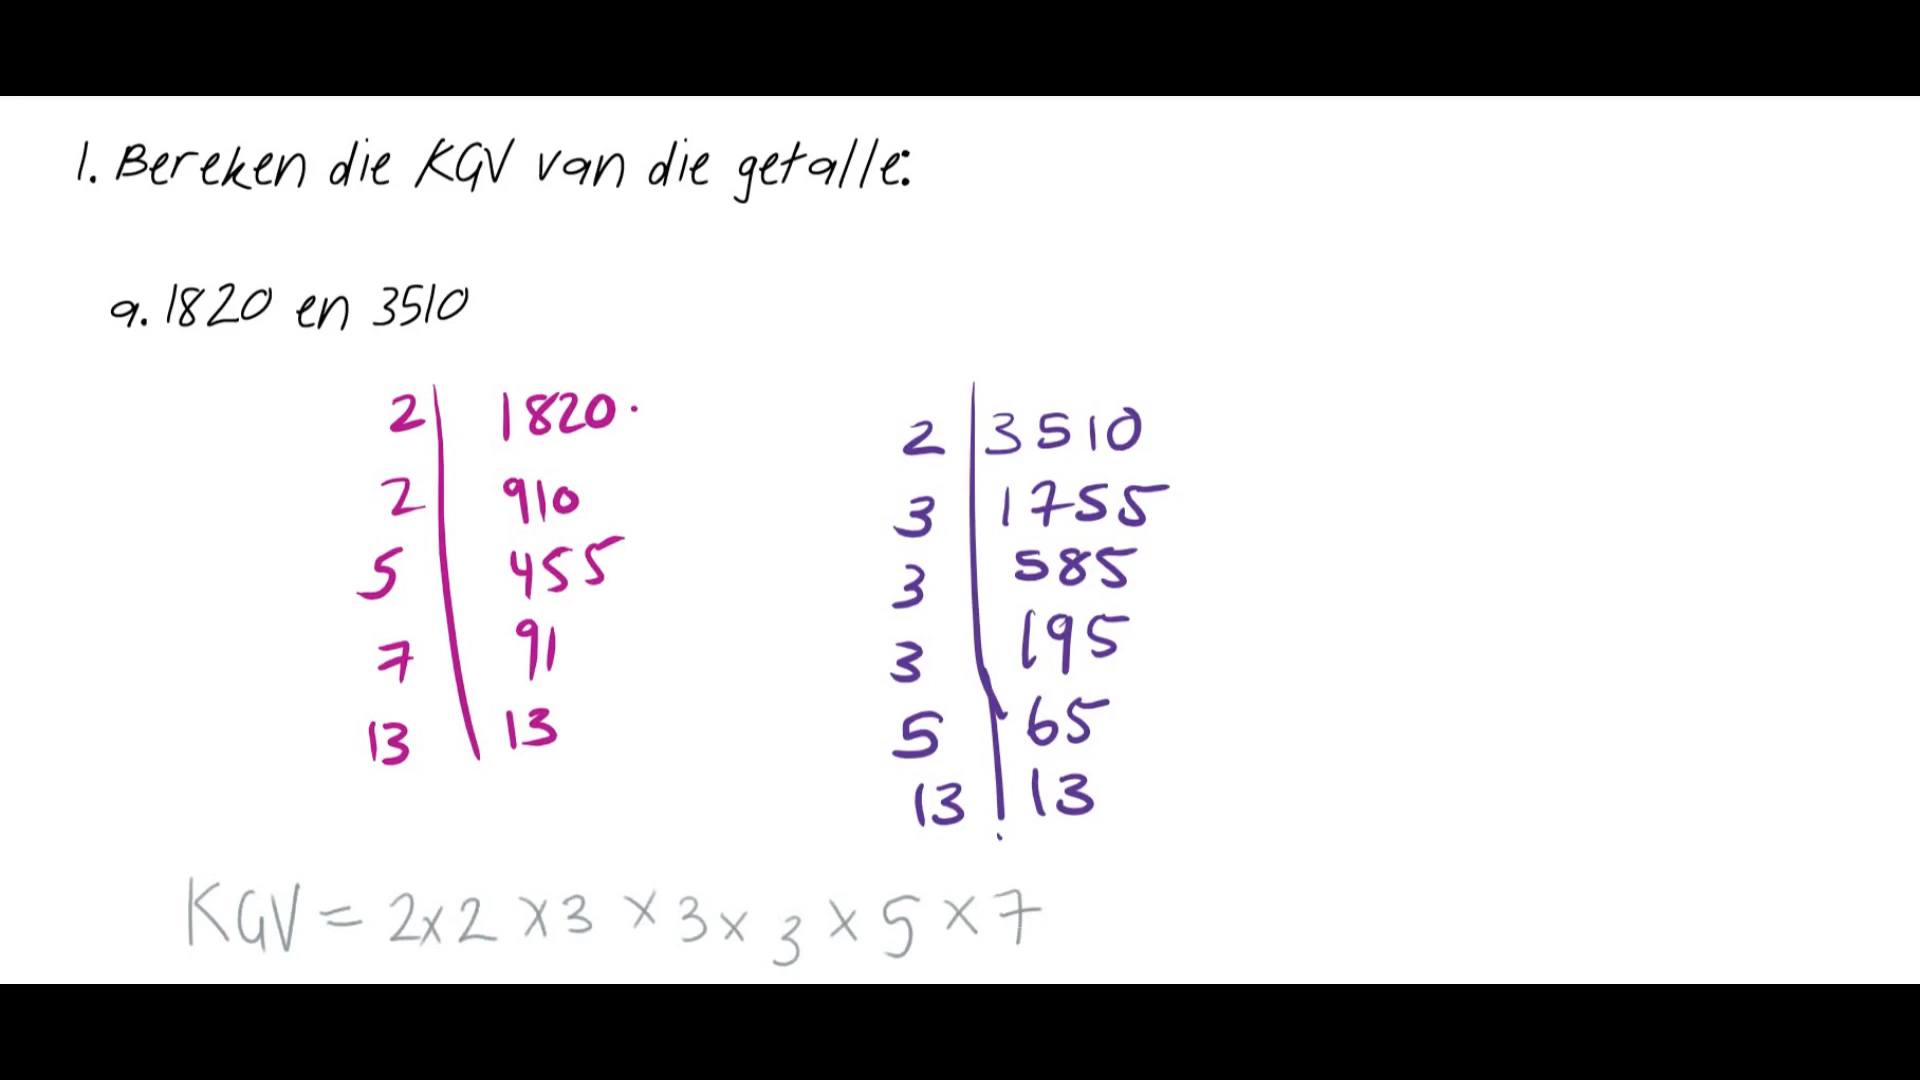 1. Bereken die KGV van die getalle:
a. 1820 en 3510
2 | 1820.
2 | 910
5 | 455
7 | 91
13 | 13
2 | 3510
3 | 1755
3 | 585
3 | 195
5 | 65
13 | 13
KGV = 2x2 x3 x 3x 3 x 5 x 7